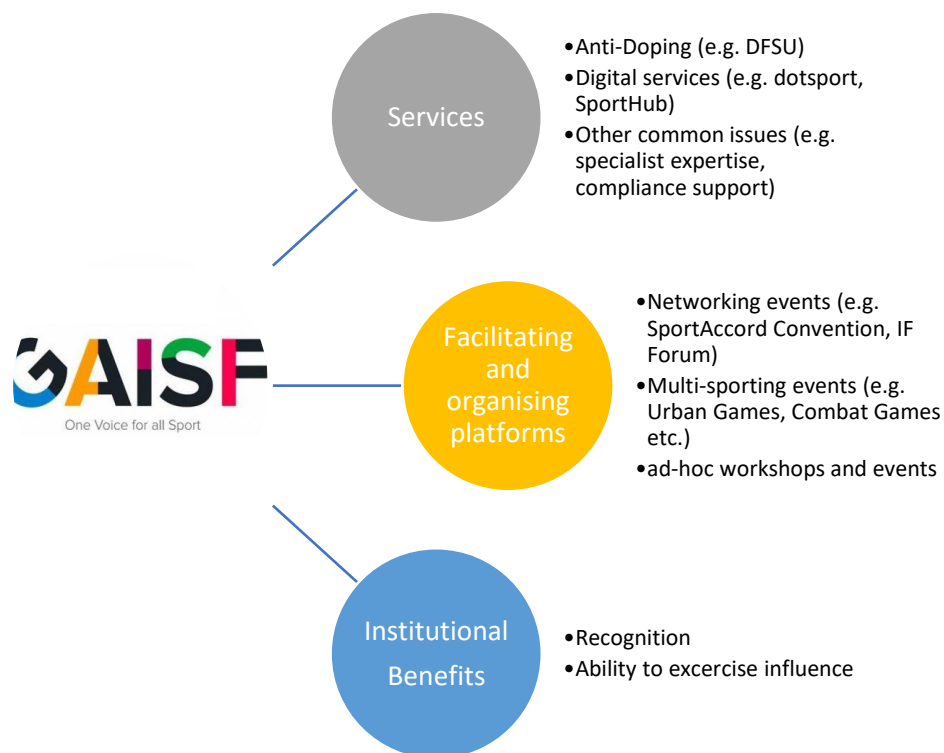 Services
•Anti-Doping (e.g. DFSU)
•Digital services (e.g. dotsport,
SportHub)
•Other common issues (e.g.
specialist expertise,
compliance support)
GAISF
One Voice for all Sport
Facilitating
and
organising
platforms
•Networking events (e.g.
SportAccord Convention, IF
Forum)
•Multi-sporting events (e.g.
Urban Games, Combat Games
etc.)
•ad-hoc workshops and events
Institutional
Benefits
•Recognition
•Ability to excercise influence